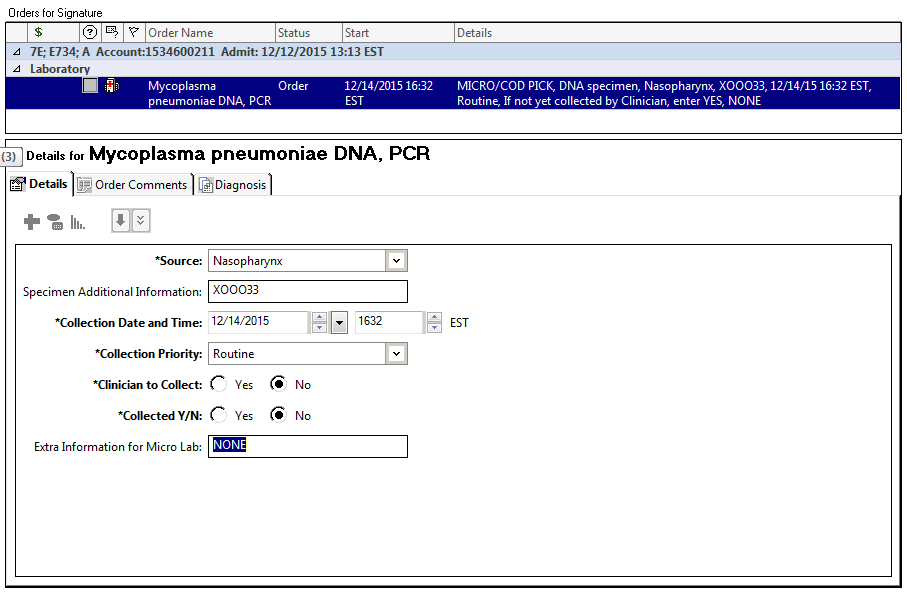 Orders for Signature
$ ? Order Name Status Start Details
7E; E734; A Account:1534600211 Admit: 12/12/2015 13:13 EST
Laboratory
Mycoplasma Order 12/14/2015 16:32 MICRO/COD PICK, DNA specimen, Nasopharynx, XOOO33, 12/14/15 16:32 EST,
pneumoniae DNA, PCR EST Routine, If not yet collected by Clinician, enter YES, NONE
(3) Details for Mycoplasma pneumoniae DNA, PCR
Details Order Comments Diagnosis
*Source: Nasopharynx
Specimen Additional Information: XOOO33
*Collection Date and Time: 12/14/2015 1632 EST
*Collection Priority: Routine
*Clinician to Collect: Yes No
*Collected Y/N: Yes No
Extra Information for Micro Lab: NONE